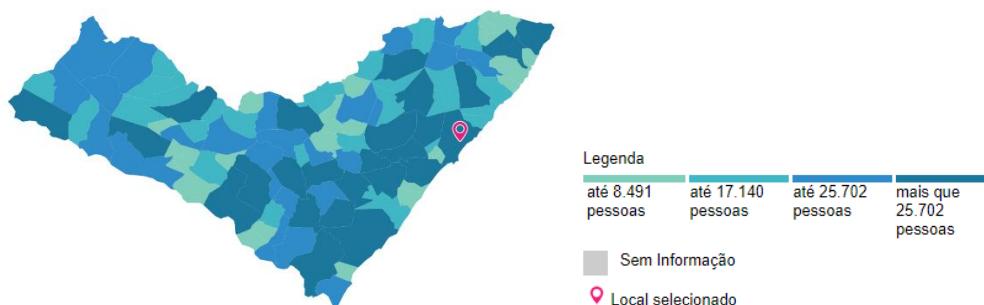 Legenda
até 8.491
pessoas
até 17.140
pessoas
até 25.702
pessoas
mais que
25.702
pessoas
Sem Informação
Local selecionado